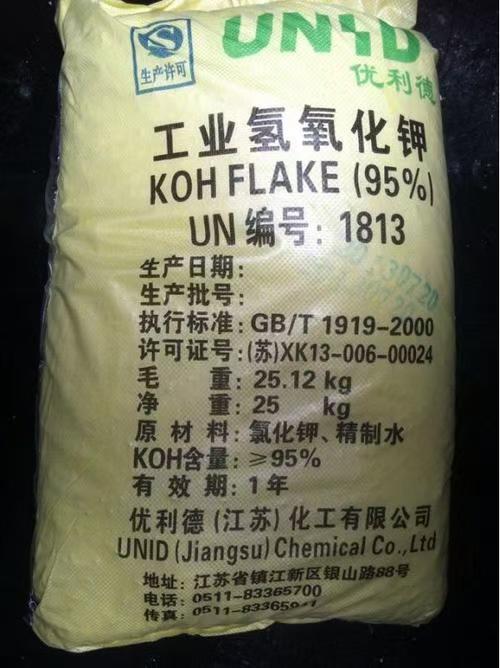 UNID
生产许可
优利德
工业氢氧化钾
KOH FLAKE (95%)
UN 编号: 1813
生产日期:
生产批号:
执行标准: GB/T 1919-2000
许可证号: (苏)XK13-006-00024
毛 重: 25.12 kg
净 重: 25 kg
原 材 料: 氯化钾、精制水
KOH含量: ≥95%
有 效 期: 1年
优利德(江苏)化工有限公司
UNID (Jiangsu) Chemical Co.,Ltd
地址: 江苏省镇江新区银山路88号
电话: 0511-83365700
传真: